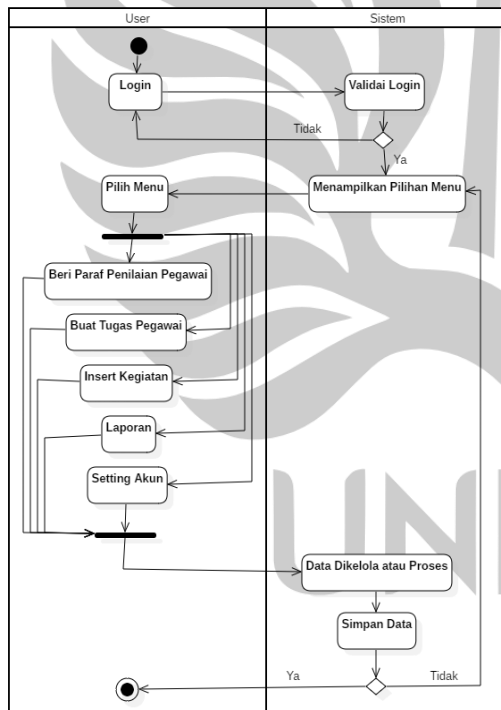 User
Sistem
Login
Validai Login
Tidak
Ya
Pilih Menu
Menampilkan Pilihan Menu
Beri Paraf Penilaian Pegawai
Buat Tugas Pegawai
Insert Kegiatan
Laporan
Setting Akun
UN
Data Dikelola atau Proses
Simpan Data
Ya
Tidak